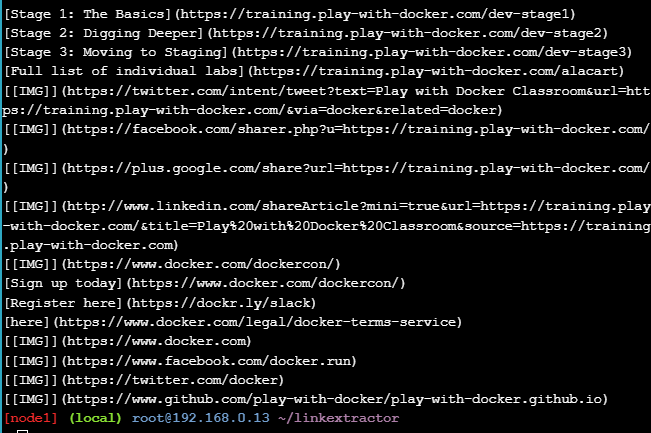 [Stage 1: The Basics](https://training.play-with-docker.com/dev-stage1)
[Stage 2: Digging Deeper](https://training.play-with-docker.com/dev-stage2)
[Stage 3: Moving to Staging](https://training.play-with-docker.com/dev-stage3)
[Full list of individual labs](https://training.play-with-docker.com/alacart)
[[IMG]](https://twitter.com/intent/tweet?text=Play with Docker Classroom&url=htt
ps://training.play-with-docker.com/&via=docker&related=docker)
[[IMG]](https://facebook.com/sharer.php?u=https://training.play-with-docker.com/
)
[[IMG]](https://plus.google.com/share?url=https://training.play-with-docker.com/
)
[[IMG]](http://www.linkedin.com/shareArticle?mini=true&url=https://training.play
-with-docker.com/&title=Play%20with%20Docker%20Classroom&source=https://training
.play-with-docker.com)
[[IMG]](https://www.docker.com/dockercon/)
[Sign up today](https://www.docker.com/dockercon/)
[Register here](https://dockr.ly/slack)
[here](https://www.docker.com/legal/docker-terms-service)
[[IMG]](https://www.docker.com)
[[IMG]](https://www.facebook.com/docker.run)
[[IMG]](https://twitter.com/docker)
[[IMG]](https://www.github.com/play-with-docker/play-with-docker.github.io)
[node1] (local) root@192.168.0.13 ~/linkextractor